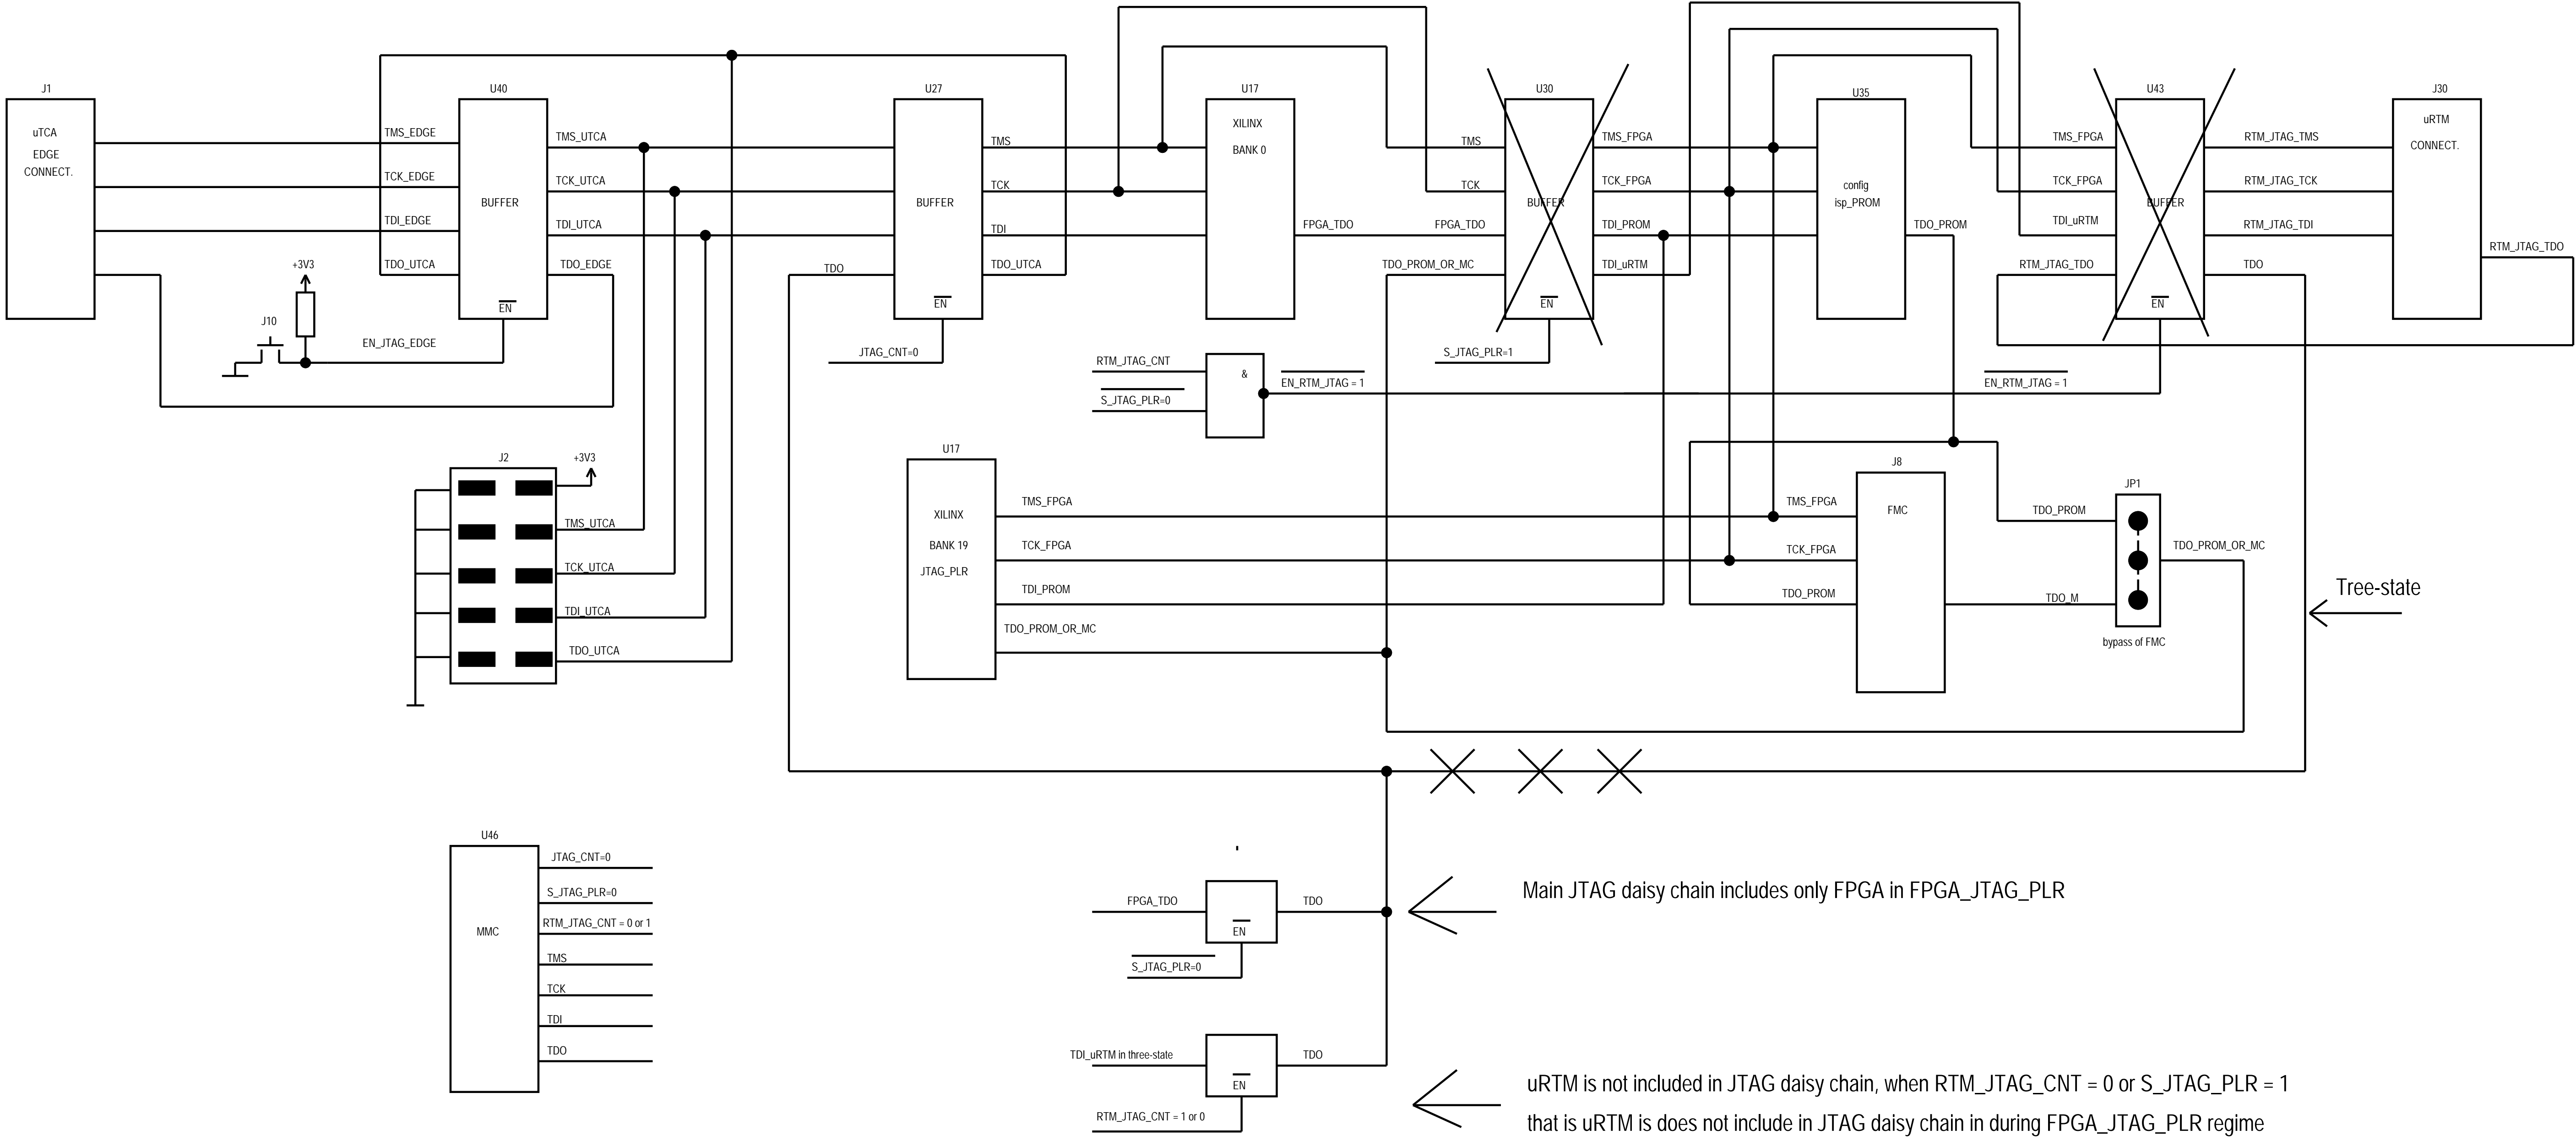 J1
uTCA
EDGE
CONNECT.
TMS_EDGE
TCK_EDGE
TDI_EDGE
TDO_UTCA
+3V3
J10
EN_JTAG_EDGE
U40
BUFFER
EN
TMS_UTCA
TCK_UTCA
TDI_UTCA
TDO_EDGE
U27
BUFFER
EN
TDO
JTAG_CNT=0
TMS
TCK
TDI
TDO_UTCA
U17
XILINX
BANK 0
FPGA_TDO
FPGA_TDO
TMS
TCK
TDO_PROM_OR_MC
U30
BUFFER
EN
S_JTAG_PLR=1
TMS_FPGA
TCK_FPGA
TDI_PROM
TDI_uRTM
U35
config
isp_PROM
TDO_PROM
TMS_FPGA
TCK_FPGA
TDI_uRTM
RTM_JTAG_TDO
U43
BUFFER
EN
RTM_JTAG_TMS
RTM_JTAG_TCK
RTM_JTAG_TDI
TDO
J30
uRTM
CONNECT.
RTM_JTAG_TDO
RTM_JTAG_CNT
S_JTAG_PLR=0
&
EN_RTM_JTAG = 1
EN_RTM_JTAG = 1
J2
+3V3
TMS_UTCA
TCK_UTCA
TDI_UTCA
TDO_UTCA
U17
XILINX
BANK 19
JTAG_PLR
TMS_FPGA
TCK_FPGA
TDI_PROM
TDO_PROM_OR_MC
TMS_FPGA
TCK_FPGA
TDO_PROM
J8
FMC
TDO_PROM
TDO_M
JP1
bypass of FMC
TDO_PROM_OR_MC
Tree-state
U46
MMC
JTAG_CNT=0
S_JTAG_PLR=0
RTM_JTAG_CNT = 0 or 1
TMS
TCK
TDI
TDO
FPGA_TDO
EN
TDO
S_JTAG_PLR=0
Main JTAG daisy chain includes only FPGA in FPGA_JTAG_PLR
TDI_uRTM in three-state
EN
TDO
RTM_JTAG_CNT = 1 or 0
uRTM is not included in JTAG daisy chain, when RTM_JTAG_CNT = 0 or S_JTAG_PLR = 1
that is uRTM is does not include in JTAG daisy chain in during FPGA_JTAG_PLR regime